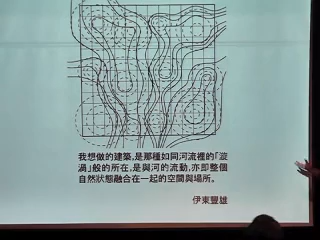 我想做的建築,是那種如同河流裡的「漩
渦」般的所在,是與河的流動,亦即整個
自然狀態融合在一起的空間與場所。
伊東豐雄